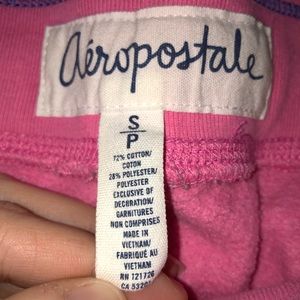 aéropostale
S/P
72% COTTON/
COTON
28% POLYESTER/
POLYESTER
EXCLUSIVE OF
DECORATION/
GARNITURES
NON COMPRISES
MADE IN
VIETNAM/
FABRIQUÉ AU
VIETNAM
RN 121726